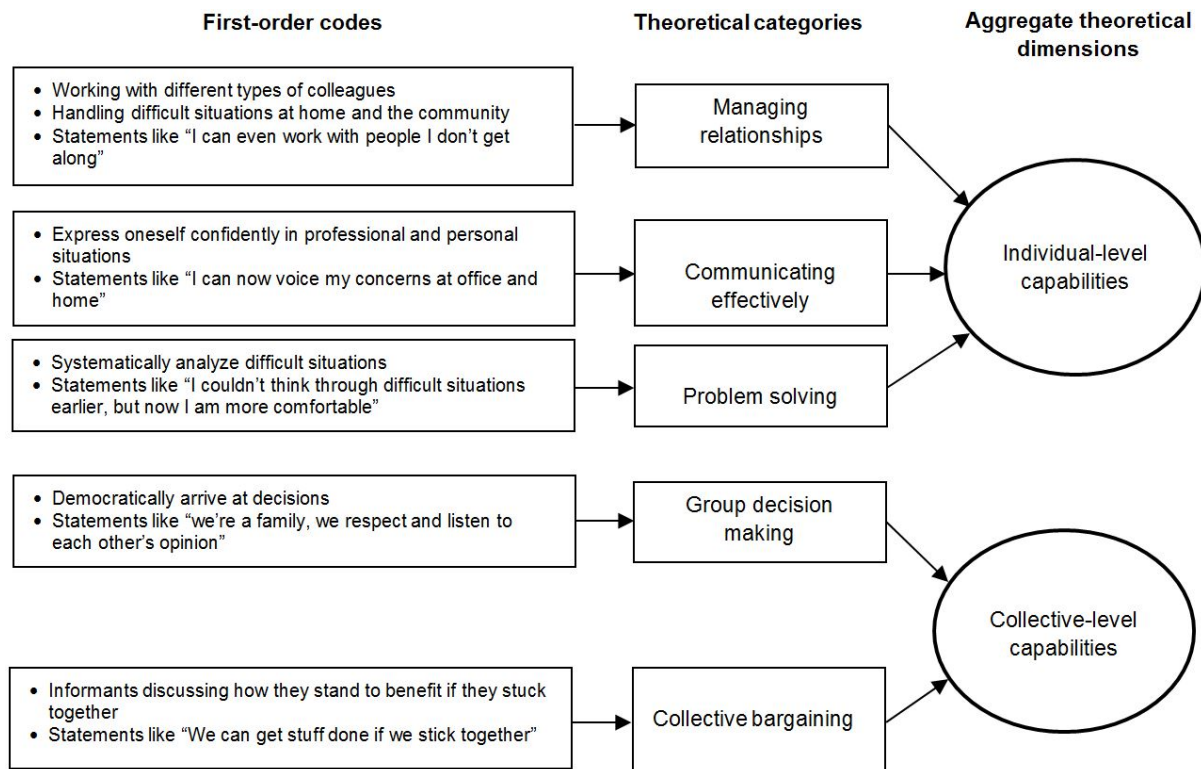 First-order codes
Theoretical categories
Aggregate theoretical
dimensions
• Working with different types of colleagues
• Handling difficult situations at home and the community
• Statements like “I can even work with people I don’t get
along”
Managing
relationships
• Express oneself confidently in professional and personal
situations
• Statements like “I can now voice my concerns at office and
home”
Communicating
effectively
Individual-level
capabilities
• Systematically analyze difficult situations
• Statements like “I couldn’t think through difficult situations
earlier, but now I am more comfortable”
Problem solving
• Democratically arrive at decisions
• Statements like “we’re a family, we respect and listen to
each other’s opinion”
Group decision
making
Collective-level
capabilities
• Informants discussing how they stand to benefit if they stuck
together
• Statements like “We can get stuff done if we stick together”
Collective bargaining